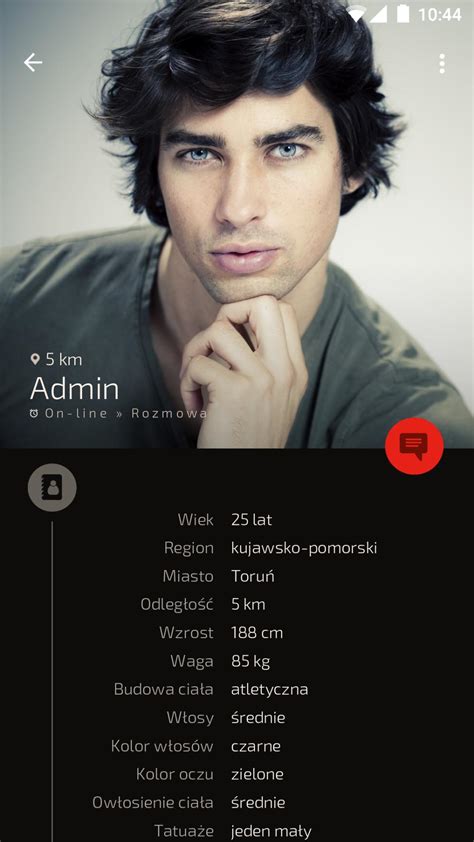 10:44
5 km
Admin
On-line » Rozmowa
Wiek 25 lat
Region kujawsko-pomorski
Miasto Toruń
Odległość 5 km
Wzrost 188 cm
Waga 85 kg
Budowa ciała atletyczna
Włosy średnie
Kolor włosów czarne
Kolor oczu zielone
Owłosienie ciała średnie
Tatuaże jeden mały